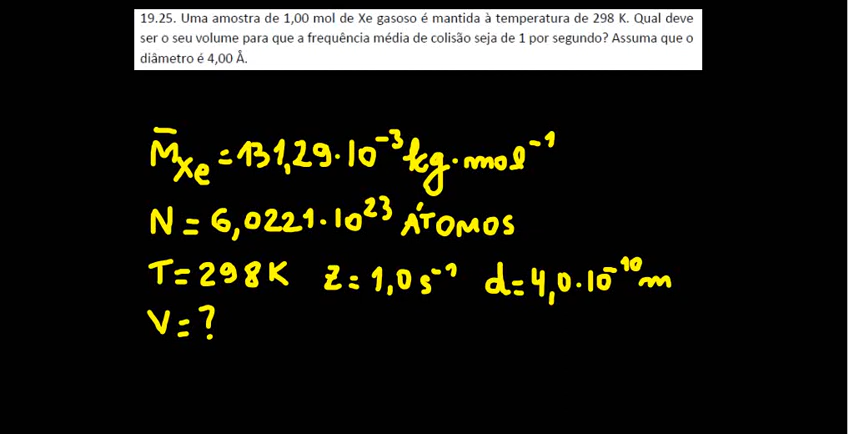 19.25. Uma amostra de 1,00 mol de Xe gasoso é mantida à temperatura de 298 K. Qual deve
ser o seu volume para que a frequência média de colisão seja de 1 por segundo? Assuma que o
diâmetro é 4,00 Å.
M̅Xe = 131,29·10⁻³ kg·mol⁻¹
N = 6,0221·10²³ ÁTOMOS
T = 298 K z = 1,0 s⁻¹ d = 4,0·10⁻¹⁰ m
V = ?